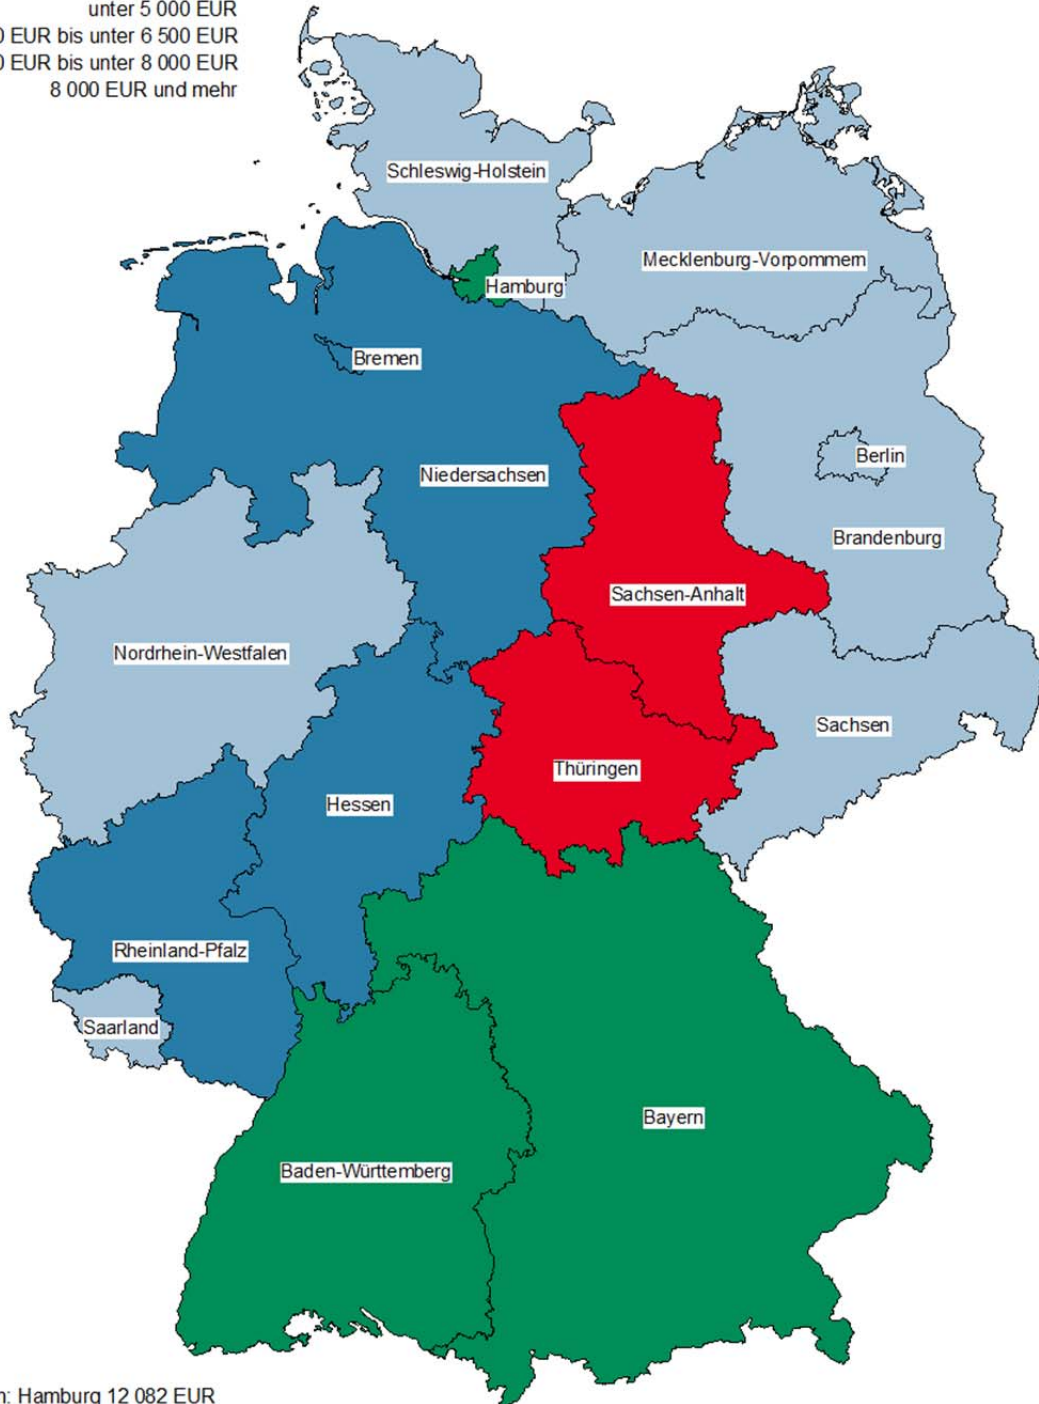 unter 5 000 EUR
0 EUR bis unter 6 500 EUR
0 EUR bis unter 8 000 EUR
8 000 EUR und mehr
Schleswig-Holstein
Mecklenburg-Vorpommern
Hamburg
Bremen
Berlin
Niedersachsen
Brandenburg
Sachsen-Anhalt
Nordrhein-Westfalen
Sachsen
Thüringen
Hessen
Rheinland-Pfalz
Saarland
Bayern
Baden-Württemberg
n: Hamburg 12 082 EUR